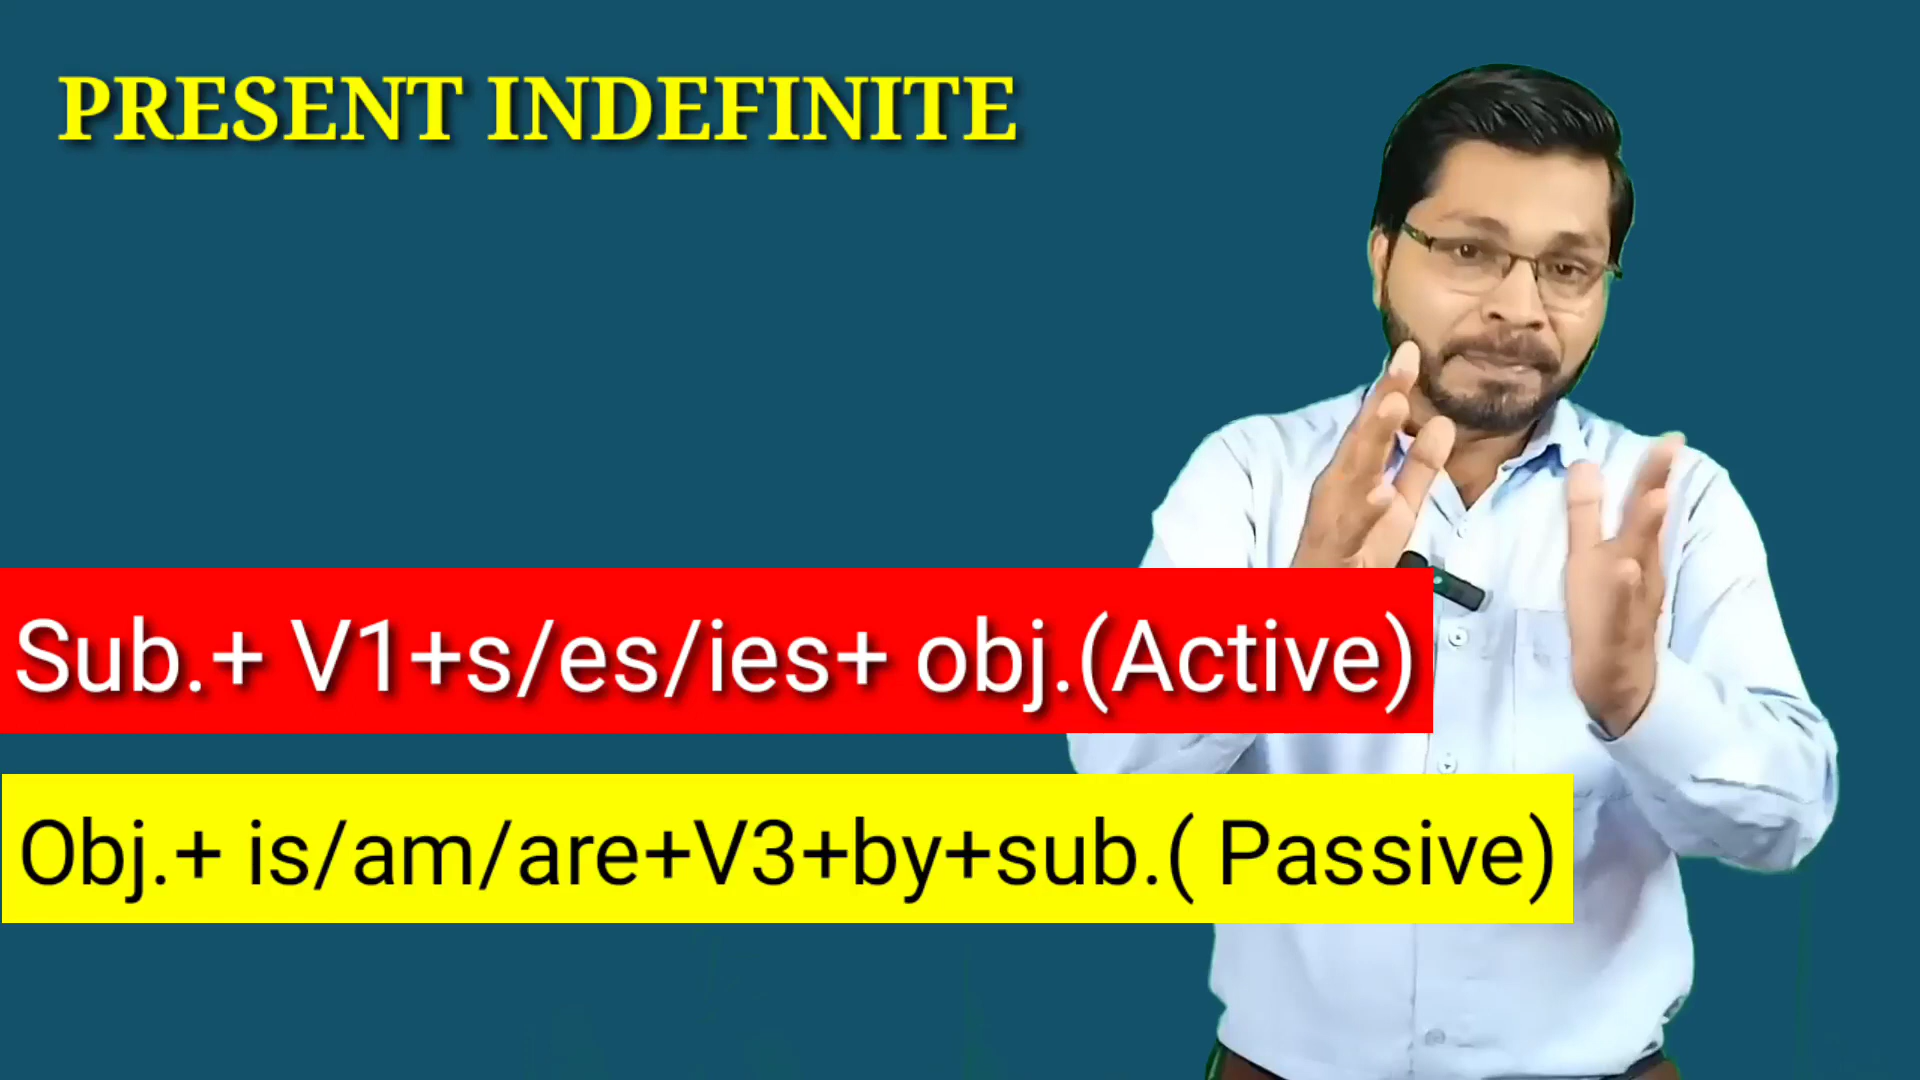 PRESENT INDEFINITE
Sub.+ V1+s/es/ies+ obj.(Active)
Obj.+ is/am/are+V3+by+sub.( Passive)